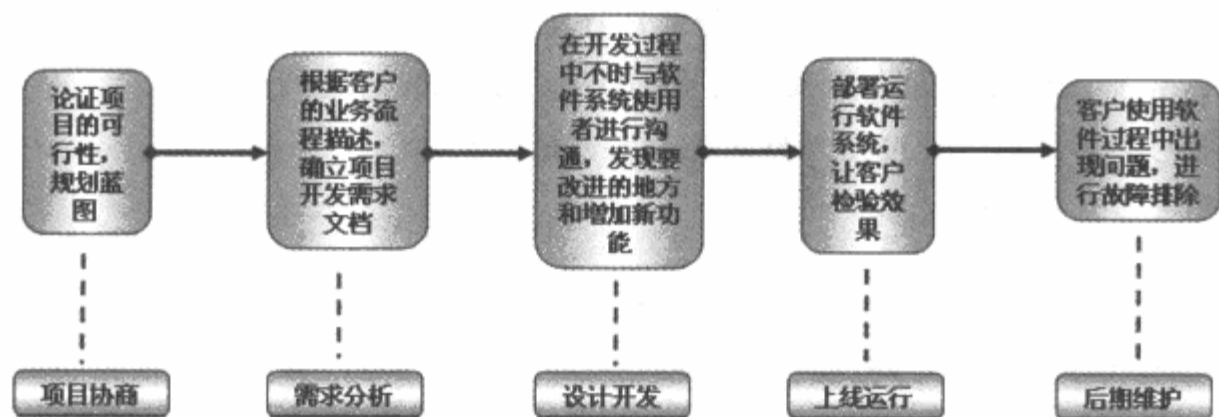 论证项
目的可
行性，
规划蓝
图
根据客户
的业务流
程描述，
确立项目
开发需求
文档
在开发过程
中不时与软
件系统使用
者进行沟
通，发现要
改进的地方
和增加新功
能
部署运
行软件
系统，
让客户
检验效
果
客户使用软
件过程中出
现问题，进
行故障排除
项目协商
需求分析
设计开发
上线运行
后期维护